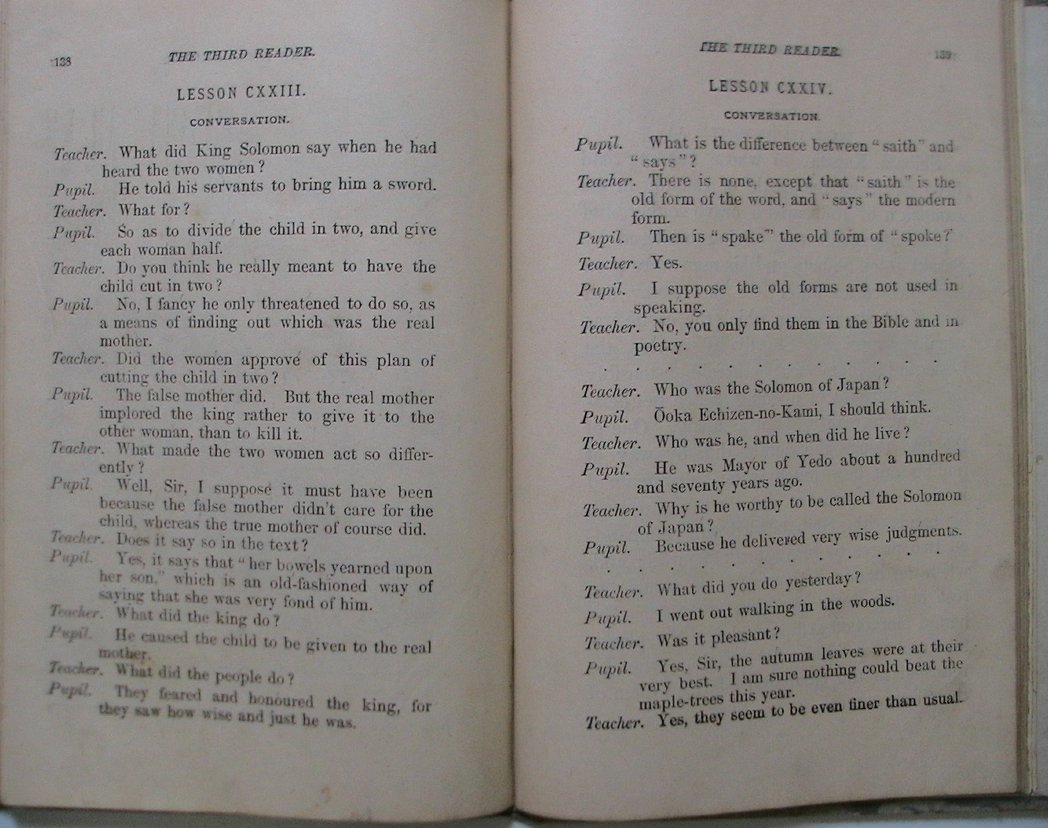 138
THE THIRD READER.
LESSON CXXIII.
CONVERSATION.
Teacher. What did King Solomon say when he had
heard the two women?
Pupil. He told his servants to bring him a sword.
Teacher. What for?
Pupil. So as to divide the child in two, and give
each woman half.
Teacher. Do you think he really meant to have the
child cut in two?
Pupil. No, I fancy he only threatened to do so, as
a means of finding out which was the real
mother.
Teacher. Did the women approve of this plan of
cutting the child in two?
Pupil. The false mother did. But the real mother
implored the king rather to give it to the
other woman, than to kill it.
Teacher. What made the two women act so differ-
ently?
Pupil. Well, Sir, I suppose it must have been
because the false mother didn't care for the
child, whereas the true mother of course did.
Teacher. Does it say so in the text?
Pupil. Yes, it says that "her bowels yearned upon
her son," which is an old-fashioned way of
saying that she was very fond of him.
Teacher. What did the king do?
Pupil. He caused the child to be given to the real
mother.
Teacher. What did the people do?
Pupil. They feared and honoured the king, for
they saw how wise and just he was.
THE THIRD READER.
139
LESSON CXXIV.
CONVERSATION.
Pupil. What is the difference between "saith" and
"says"?
Teacher. There is none, except that "saith" is the
old form of the word, and "says" the modern
form.
Pupil. Then is "spake" the old form of "spoke?"
Teacher. Yes.
Pupil. I suppose the old forms are not used in
speaking.
Teacher. No, you only find them in the Bible and in
poetry.
. . . . . . . . . .
Teacher. Who was the Solomon of Japan?
Pupil. Ōoka Echizen-no-Kami, I should think.
Teacher. Who was he, and when did he live?
Pupil. He was Mayor of Yedo about a hundred
and seventy years ago.
Teacher. Why is he worthy to be called the Solomon
of Japan?
Pupil. Because he delivered very wise judgments.
. . . . . . . . . .
Teacher. What did you do yesterday?
Pupil. I went out walking in the woods.
Teacher. Was it pleasant?
Pupil. Yes, Sir, the autumn leaves were at their
very best. I am sure nothing could beat the
maple-trees this year.
Teacher. Yes, they seem to be even finer than usual.